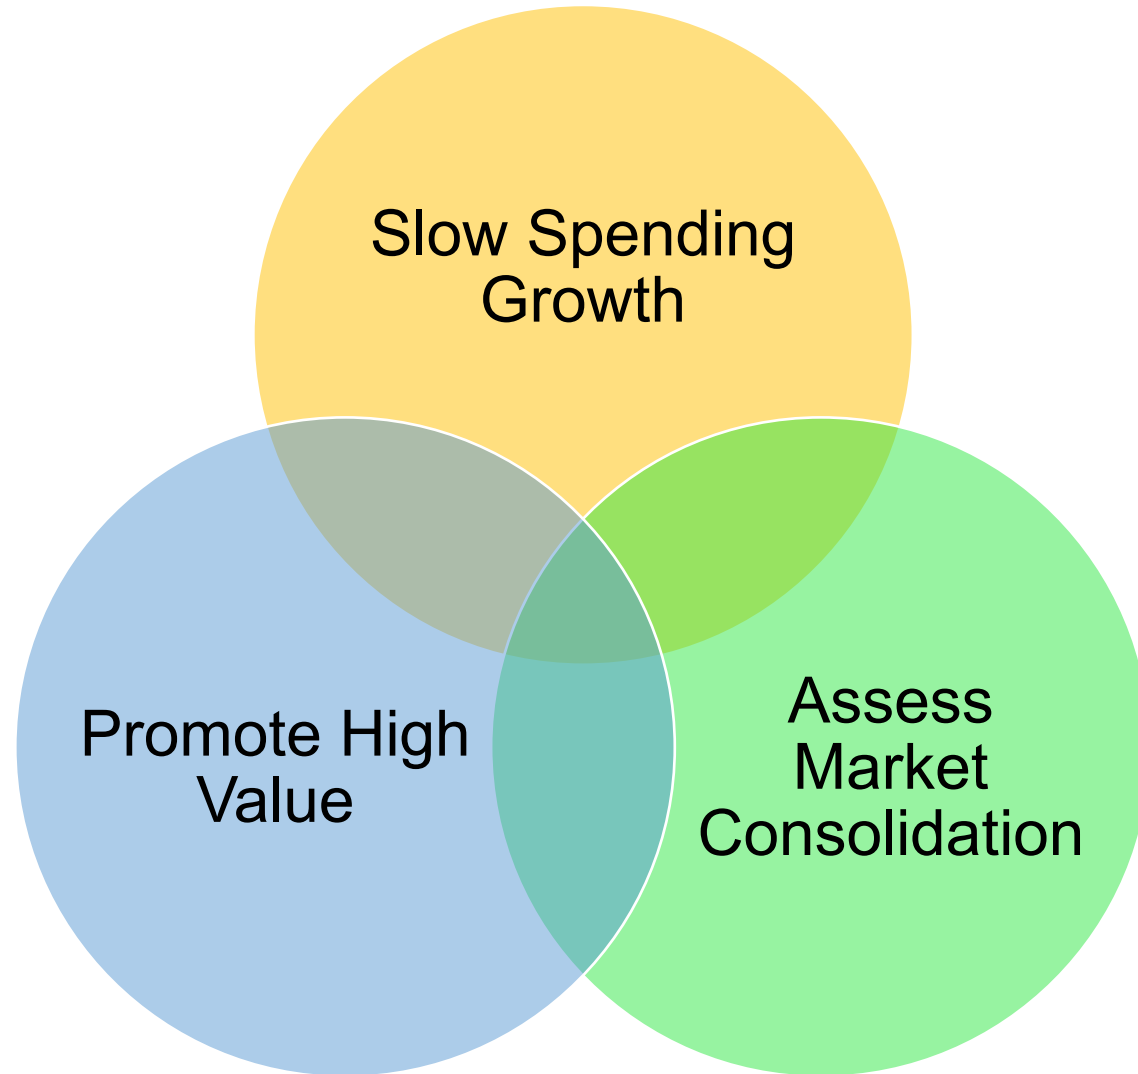 Slow Spending
Growth
Promote High
Value
Assess
Market
Consolidation